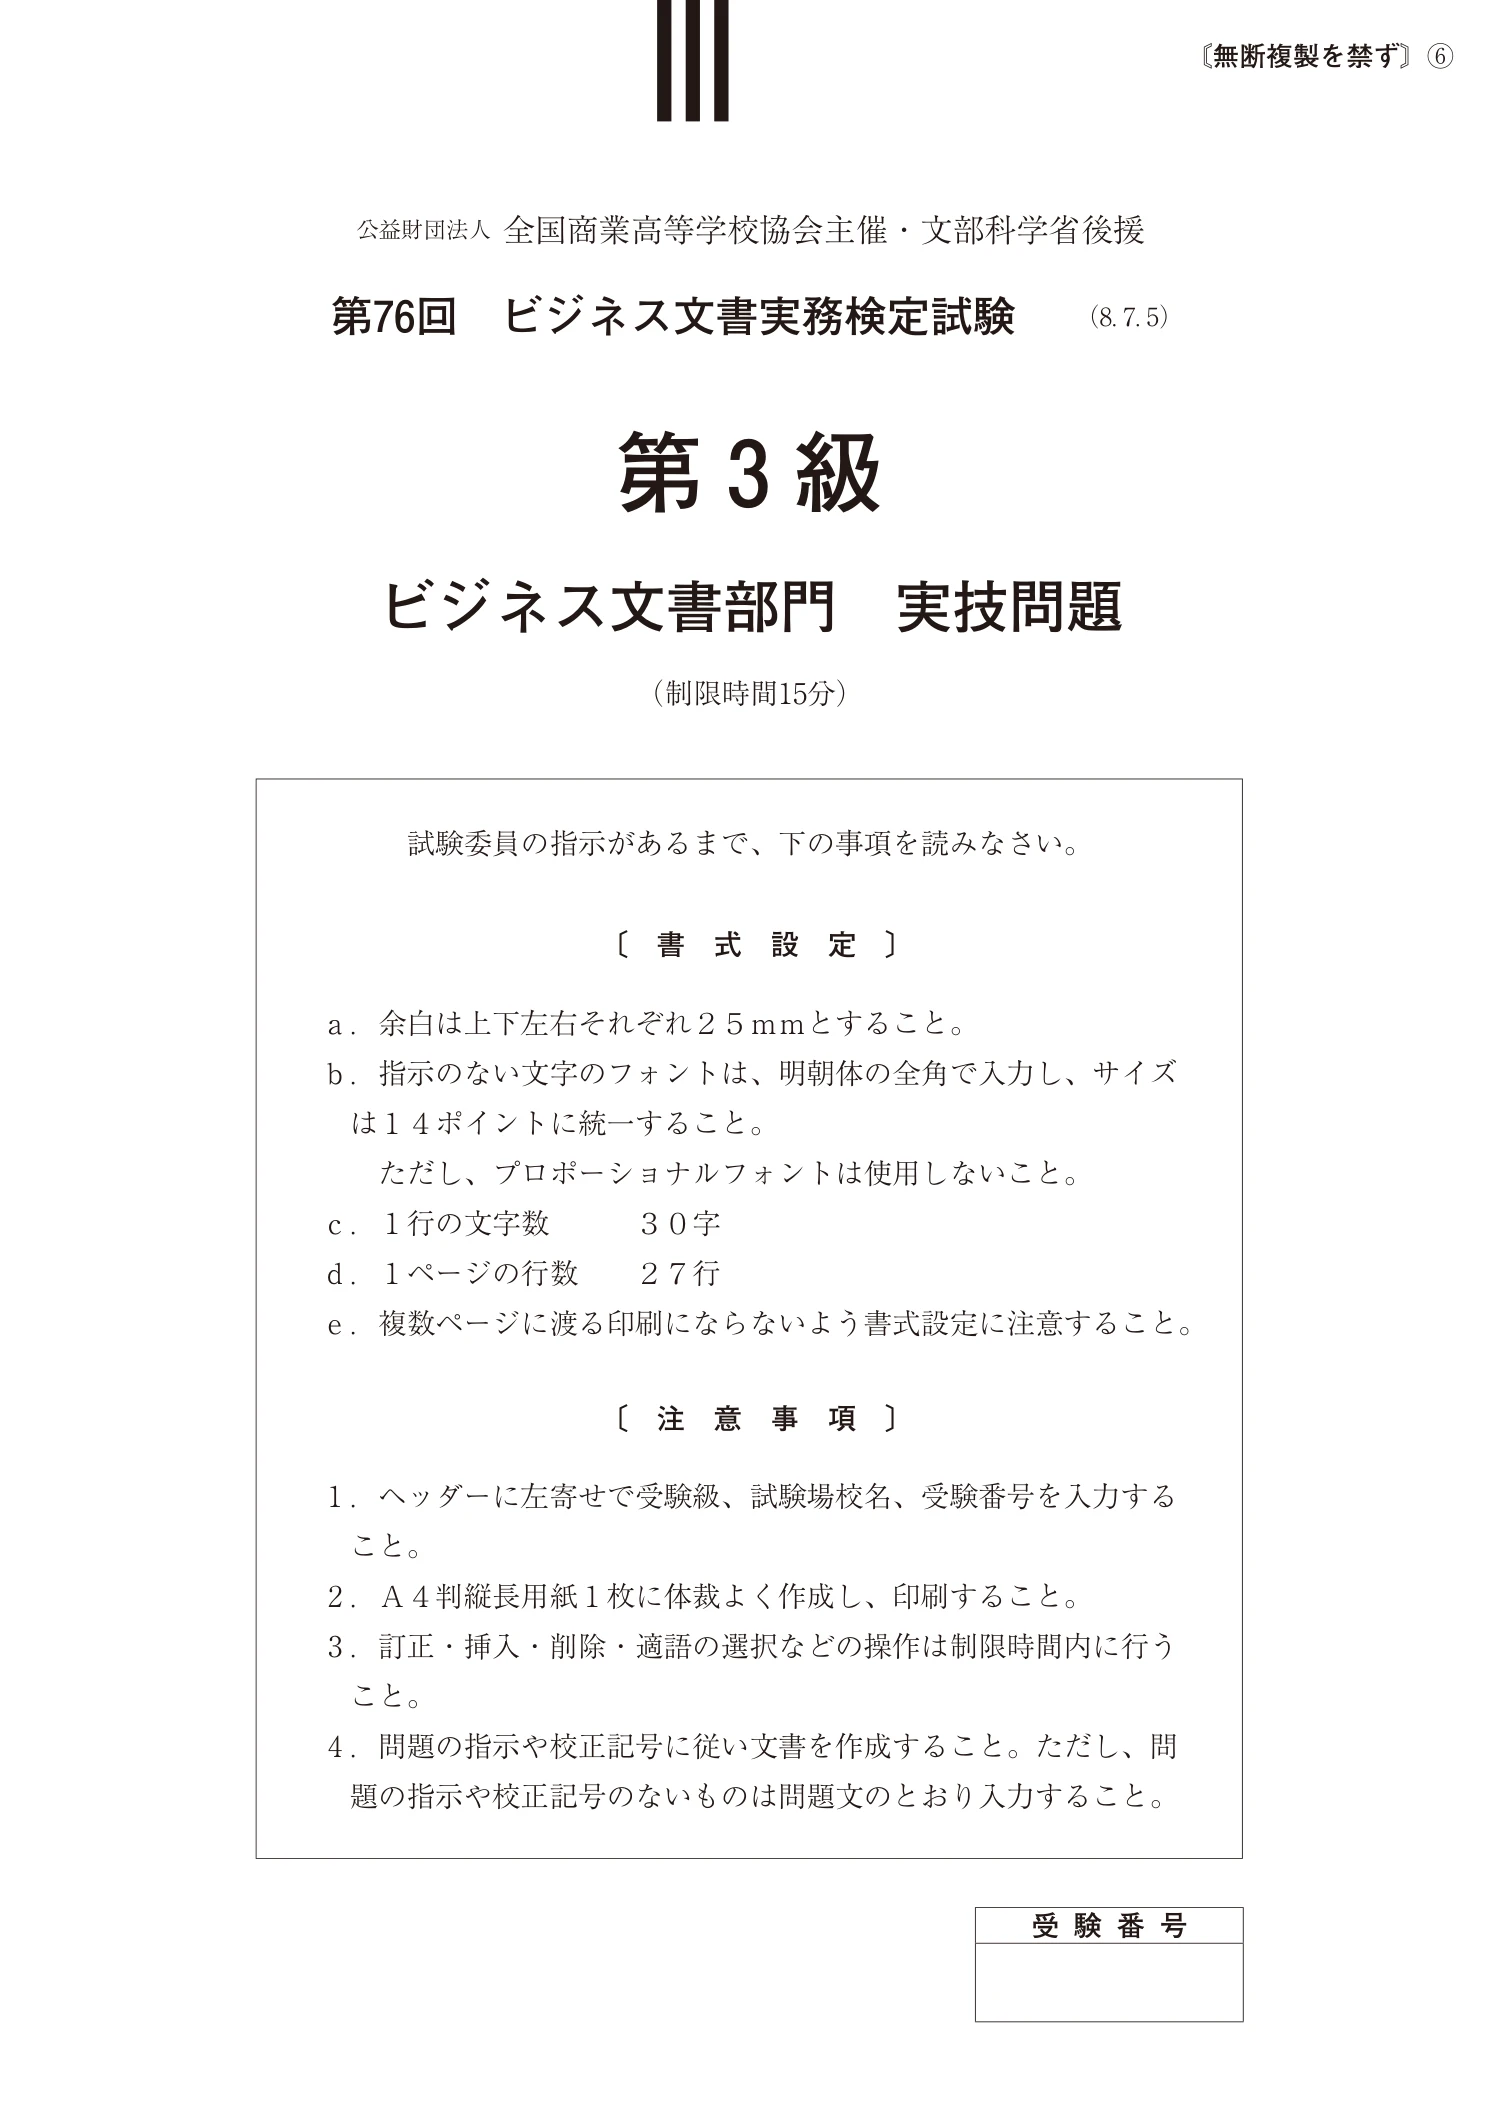 〔無断複製を禁ず〕⑥
公益財団法人 全国商業高等学校協会主催・文部科学省後援
第76回　ビジネス文書実務検定試験　（8. 7. 5）
第３級
ビジネス文書部門　実技問題
（制限時間15分）
試験委員の指示があるまで、下の事項を読みなさい。
〔　書　式　設　定　〕
ａ．余白は上下左右それぞれ２５ｍｍとすること。
ｂ．指示のない文字のフォントは、明朝体の全角で入力し、サイズ
は１４ポイントに統一すること。
ただし、プロポーショナルフォントは使用しないこと。
ｃ．１行の文字数　　　３０字
ｄ．１ページの行数　　２７行
ｅ．複数ページに渡る印刷にならないよう書式設定に注意すること。
〔　注　意　事　項　〕
１．ヘッダーに左寄せで受験級、試験場校名、受験番号を入力する
こと。
２．Ａ４判縦長用紙１枚に体裁よく作成し、印刷すること。
３．訂正・挿入・削除・適語の選択などの操作は制限時間内に行う
こと。
４．問題の指示や校正記号に従い文書を作成すること。ただし、問
題の指示や校正記号のないものは問題文のとおり入力すること。
受　験　番　号